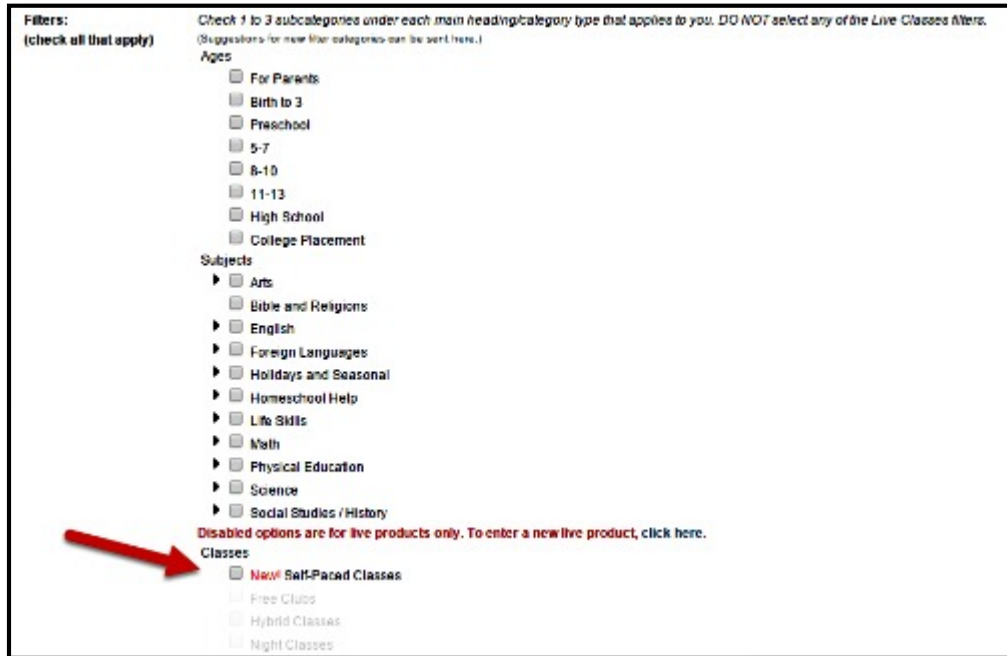 Filters: Check 1 to 3 subcategories under each main heading/category type that applies to you. DO NOT select any of the Live Classes filters.
(check all that apply) (Suggestions for new filter categories can be sent here.)
Ages
For Parents
Birth to 3
Preschool
5-7
8-10
11-13
High School
College Placement
Subjects
Arts
Bible and Religions
English
Foreign Languages
Holidays and Seasonal
Homeschool Help
Life Skills
Math
Physical Education
Science
Social Studies / History
Disabled options are for live products only. To enter a new live product, click here.
Classes
New! Self-Paced Classes
Free Clubs
Hybrid Classes
Night Classes